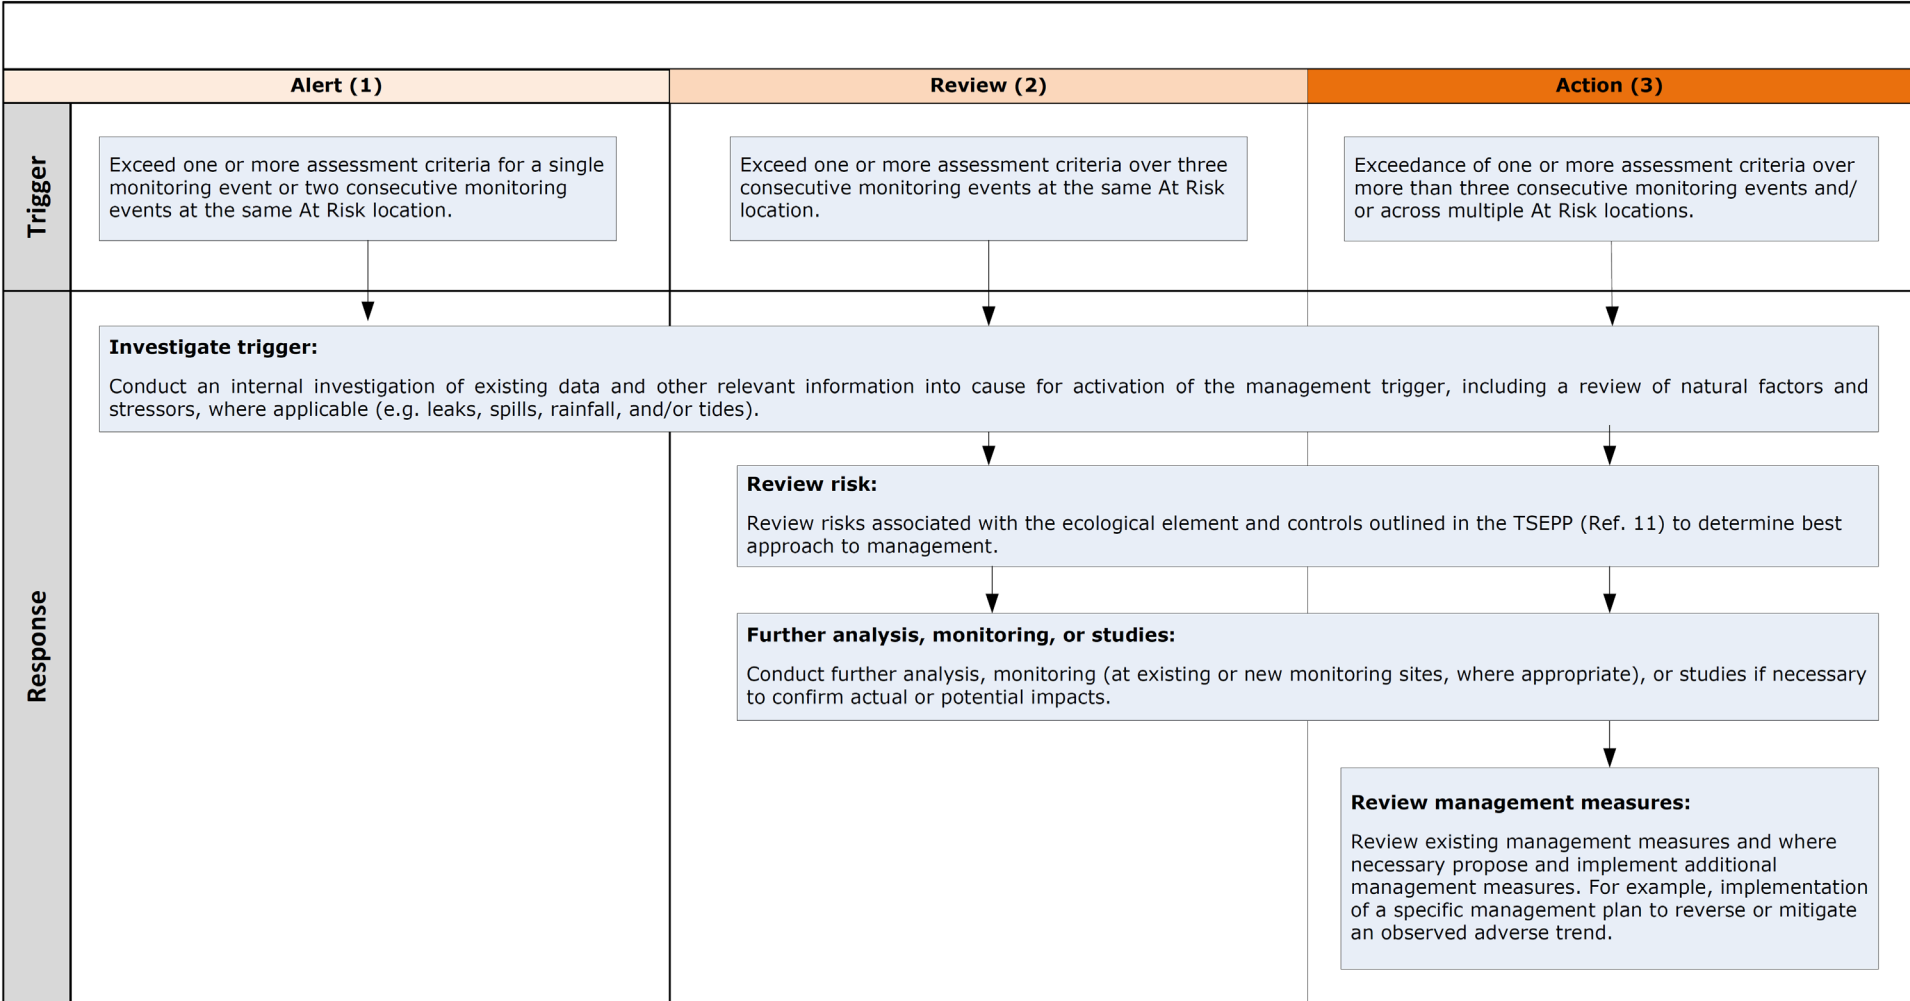 Alert (1)
Review (2)
Action (3)
Trigger
Exceed one or more assessment criteria for a single
monitoring event or two consecutive monitoring
events at the same At Risk location.
Exceed one or more assessment criteria over three
consecutive monitoring events at the same At Risk
location.
Exceedance of one or more assessment criteria over
more than three consecutive monitoring events and/
or across multiple At Risk locations.
Response
Investigate trigger:
Conduct an internal investigation of existing data and other relevant information into cause for activation of the management trigger, including a review of natural factors and
stressors, where applicable (e.g. leaks, spills, rainfall, and/or tides).
Review risk:
Review risks associated with the ecological element and controls outlined in the TSEPP (Ref. 11) to determine best
approach to management.
Further analysis, monitoring, or studies:
Conduct further analysis, monitoring (at existing or new monitoring sites, where appropriate), or studies if necessary
to confirm actual or potential impacts.
Review management measures:
Review existing management measures and where
necessary propose and implement additional
management measures. For example, implementation
of a specific management plan to reverse or mitigate
an observed adverse trend.